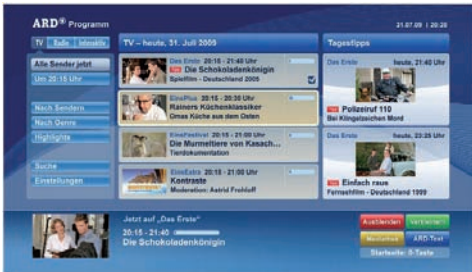 ARD® Programm
31.07.09 | 20:20
TV Radio Interaktiv
TV – heute, 31. Juli 2009
Tagestipps
Alle Sender jetzt
Um 20:15 Uhr
Nach Sendern
Nach Genre
Highlights
Suche
Einstellungen
Das Erste 20:15 - 21:40 Uhr
Die Schokoladenkönigin
Spielfilm - Deutschland 2005
EinsPlus 20:15 - 20:30 Uhr
Rainers Küchenklassiker
Omas Küche aus dem Osten
EinsFestival 20:15 - 21:00 Uhr
Die Murmeltiere von Kasach...
Tierdokumentation
EinsExtra 20:15 - 21:00 Uhr
Kontraste
Moderation: Astrid Frohloff
Das Erste heute, 21:40 Uhr
Polizeiruf 110
Bei Klingelzeichen Mord
Das Erste heute, 23:25 Uhr
Einfach raus
Fernsehfilm - Deutschland 1999
Jetzt auf „Das Erste“
20:15 - 21:40
Die Schokoladenkönigin
Ausblenden
Mediathek ARD-Text
Startseite: 0-Taste